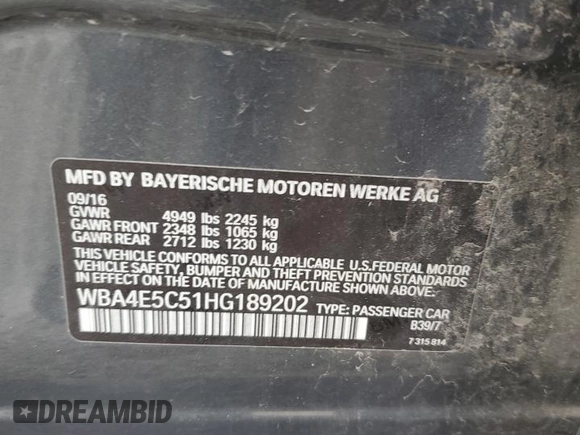 MFD BY BAYERISCHE MOTOREN WERKE AG
09/16
GVWR 4949 lbs 2245 kg
GAWR FRONT 2348 lbs 1065 kg
GAWR REAR 2712 lbs 1230 kg
THIS VEHICLE CONFORMS TO ALL APPLICABLE U.S.FEDERAL MOTOR
VEHICLE SAFETY, BUMPER AND THEFT PREVENTION STANDARDS
IN EFFECT ON THE DATE OF MANUFACTURE SHOWN ABOVE.
WBA4E5C51HG189202 TYPE: PASSENGER CAR
B39/7
7 315 814
DREAMBID